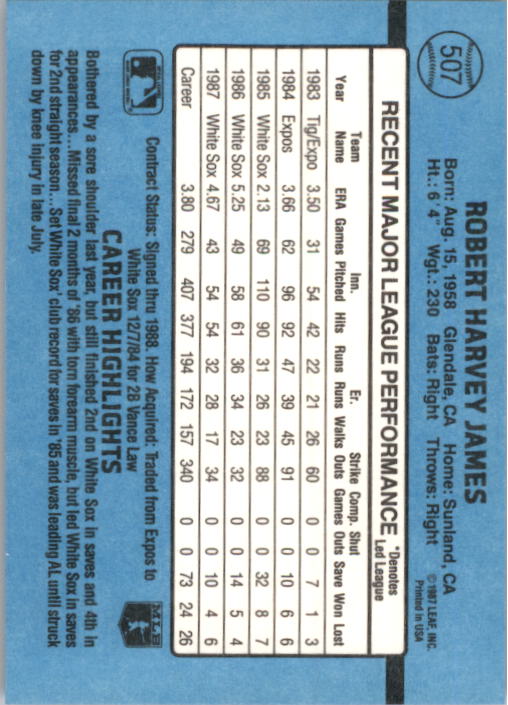 507
ROBERT HARVEY JAMES
Born: Aug. 15, 1958 Glendale, CA Home: Sunland, CA
Ht.: 6' 4" Wgt.: 230 Bats: Right Throws: Right
© 1987 LEAF, INC.
Printed in USA
RECENT MAJOR LEAGUE PERFORMANCE
*Denotes
Led League
Team Inn. Er. Strike Comp. Shut
Year Name ERA Games Pitched Hits Runs Runs Walks Outs Games Outs Save Won Lost
1983 Tig/Expo 3.50 31 54 42 22 21 26 60 0 0 7 1 3
1984 Expos 3.66 62 96 92 47 39 45 91 0 0 10 6 6
1985 White Sox 2.13 69 110 90 31 26 23 88 0 0 32 8 7
1986 White Sox 5.25 49 58 61 36 34 23 32 0 0 14 5 4
1987 White Sox 4.67 43 54 54 32 28 17 34 0 0 10 4 6
Career 3.80 279 407 377 194 172 157 340 0 0 73 24 26
Contract Status: Signed thru 1988. How Acquired: Traded from Expos to
White Sox 12/7/84 for 2B Vance Law
MLB
CAREER HIGHLIGHTS
Bothered by a sore shoulder last year, but still finished 2nd on White Sox in saves and 4th in
appearances...Missed final 2 months of '86 with torn forearm muscle, but led White Sox in saves
for 2nd straight season... Set White Sox' club record for saves in '85 and was leading AL until struck
down by knee injury in late July.